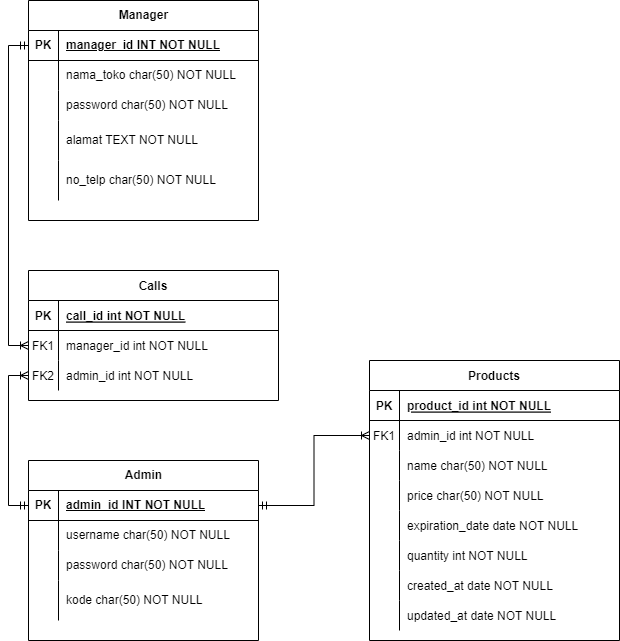 Manager
PK manager_id INT NOT NULL
nama_toko char(50) NOT NULL
password char(50) NOT NULL
alamat TEXT NOT NULL
no_telp char(50) NOT NULL
Calls
PK call_id int NOT NULL
FK1 manager_id int NOT NULL
FK2 admin_id int NOT NULL
Admin
PK admin_id INT NOT NULL
username char(50) NOT NULL
password char(50) NOT NULL
kode char(50) NOT NULL
Products
PK product_id int NOT NULL
FK1 admin_id int NOT NULL
name char(50) NOT NULL
price char(50) NOT NULL
expiration_date date NOT NULL
quantity int NOT NULL
created_at date NOT NULL
updated_at date NOT NULL